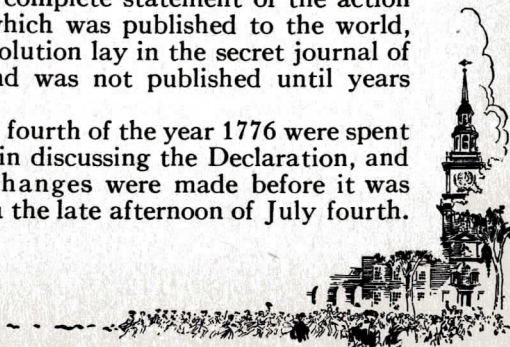 complete statement of the action
which was published to the world,
solution lay in the secret journal of
nd was not published until years
fourth of the year 1776 were spent
in discussing the Declaration, and
hanges were made before it was
the late afternoon of July fourth.